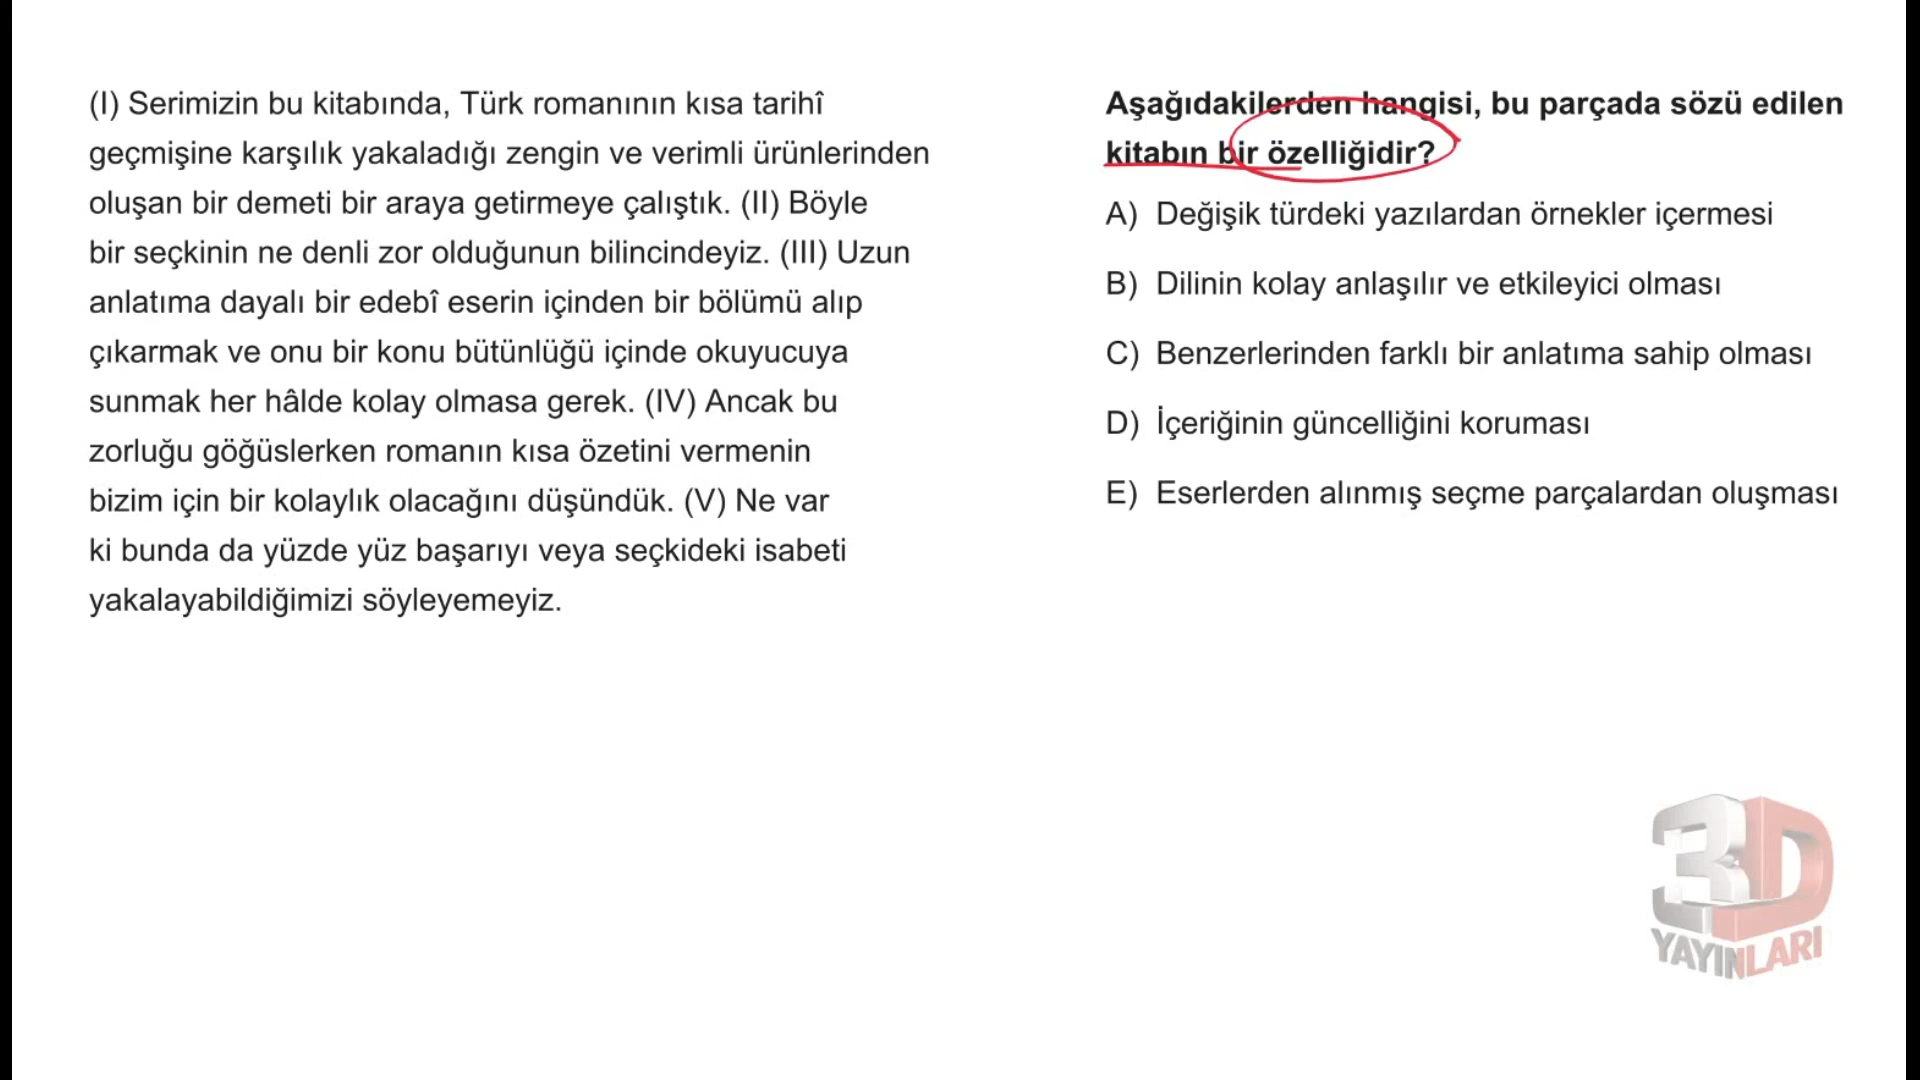 (I) Serimizin bu kitabında, Türk romanının kısa tarihî
geçmişine karşılık yakaladığı zengin ve verimli ürünlerinden
oluşan bir demeti bir araya getirmeye çalıştık. (II) Böyle
bir seçkinin ne denli zor olduğunun bilincindeyiz. (III) Uzun
anlatıma dayalı bir edebî eserin içinden bir bölümü alıp
çıkarmak ve onu bir konu bütünlüğü içinde okuyucuya
sunmak her hâlde kolay olmasa gerek. (IV) Ancak bu
zorluğu göğüslerken romanın kısa özetini vermenin
bizim için bir kolaylık olacağını düşündük. (V) Ne var
ki bunda da yüzde yüz başarıyı veya seçkideki isabeti
yakalayabildiğimizi söyleyemeyiz.
Aşağıdakilerden hangisi, bu parçada sözü edilen
kitabın bir özelliğidir?
A) Değişik türdeki yazılardan örnekler içermesi
B) Dilinin kolay anlaşılır ve etkileyici olması
C) Benzerlerinden farklı bir anlatıma sahip olması
D) İçeriğinin güncelliğini koruması
E) Eserlerden alınmış seçme parçalardan oluşması
3D
YAYINLARI